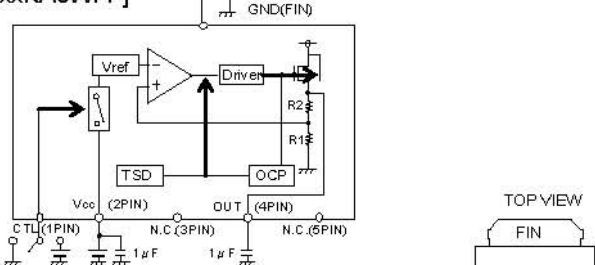 GND(FIN)
Vref
Driver
R2
R1
TSD
OCP
Vcc (2PIN)
OUT (4PIN)
TOP VIEW
FIN
CTL(1PIN)
N.C.(3PIN)
N.C.(5PIN)
1μF
1μF